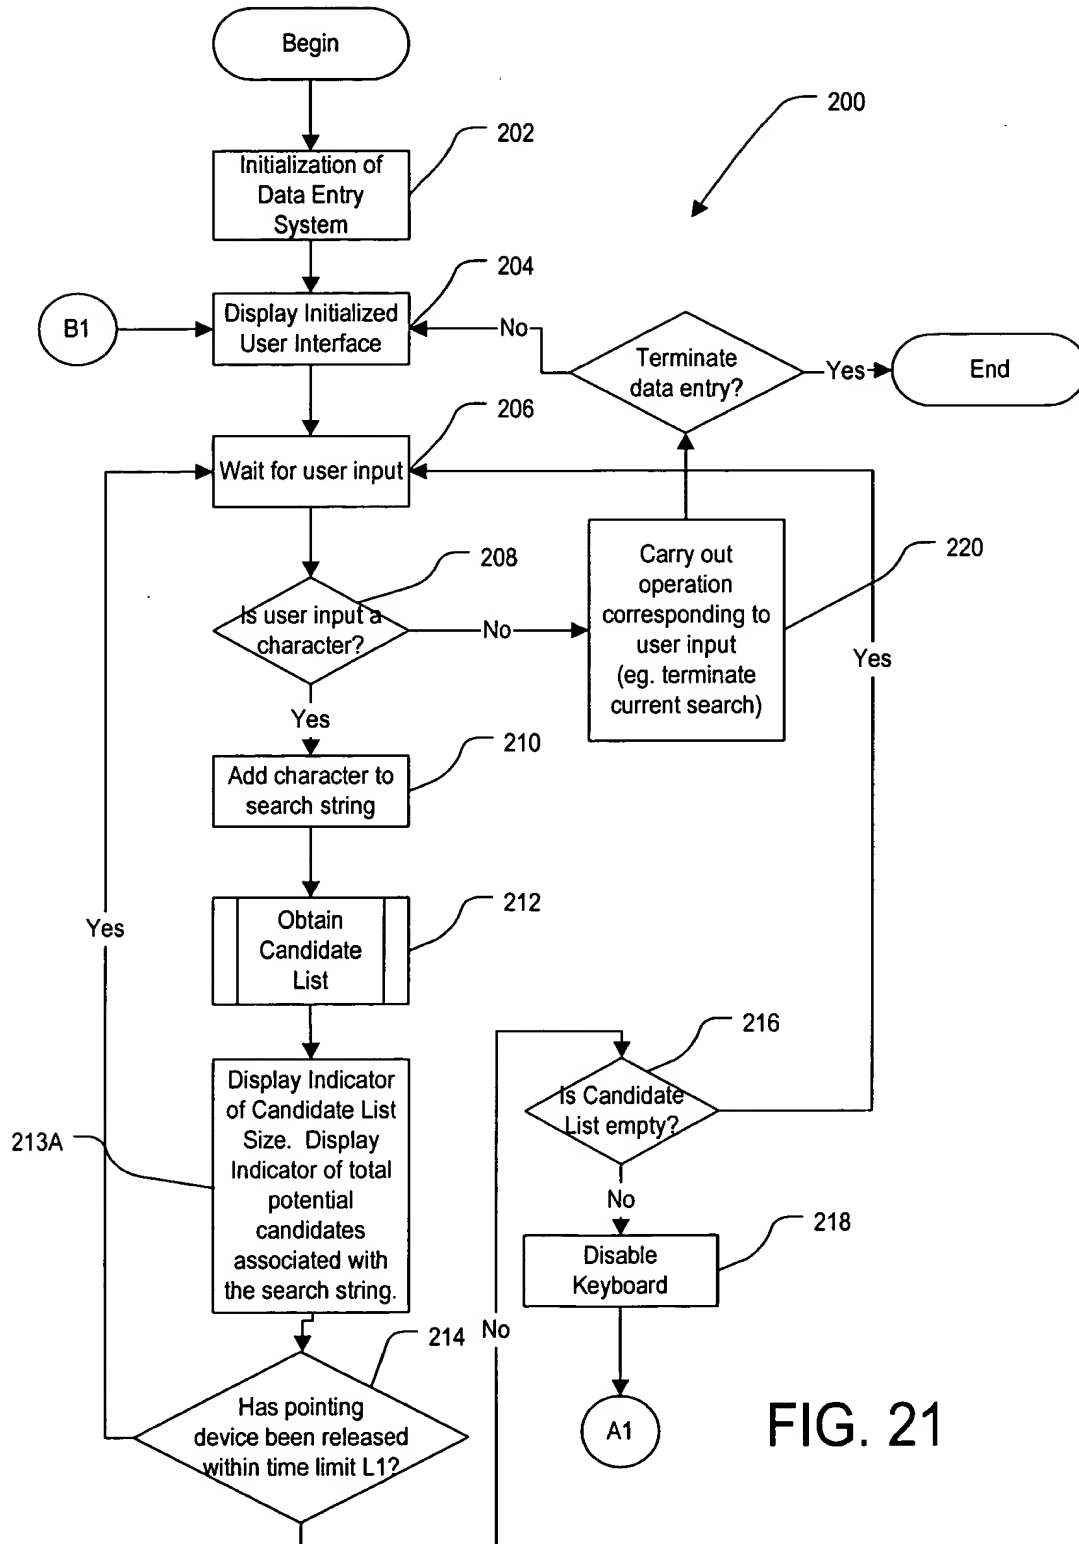 Begin
200
202
Initialization of
Data Entry
System
204
B1
Display Initialized
User Interface
No
Terminate
data entry?
Yes
End
206
Wait for user input
208
Is user input a
character?
No
Carry out
operation
corresponding to
user input
(eg. terminate
current search)
220
Yes
Yes
210
Add character to
search string
212
Obtain
Candidate
List
Yes
216
Is Candidate
List empty?
213A
Display Indicator
of Candidate List
Size. Display
Indicator of total
potential
candidates
associated with
the search string.
No
218
Disable
Keyboard
No
214
Has pointing
device been released
within time limit L1?
A1
FIG. 21